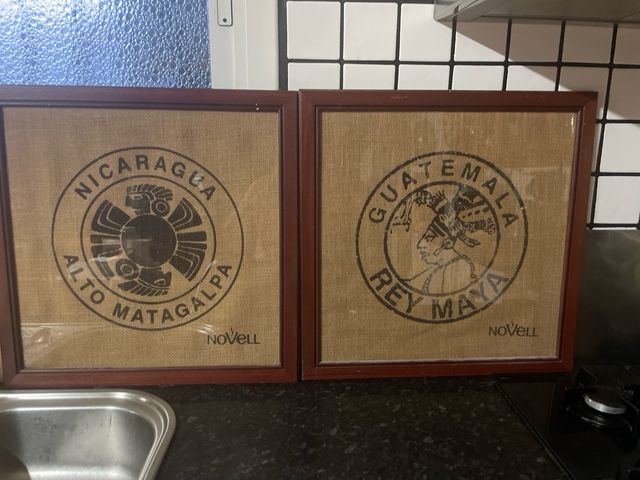 NICARAGUA
ALTO MATAGALPA
NOVELL
GUATEMALA
REY MAYA
NOVELL